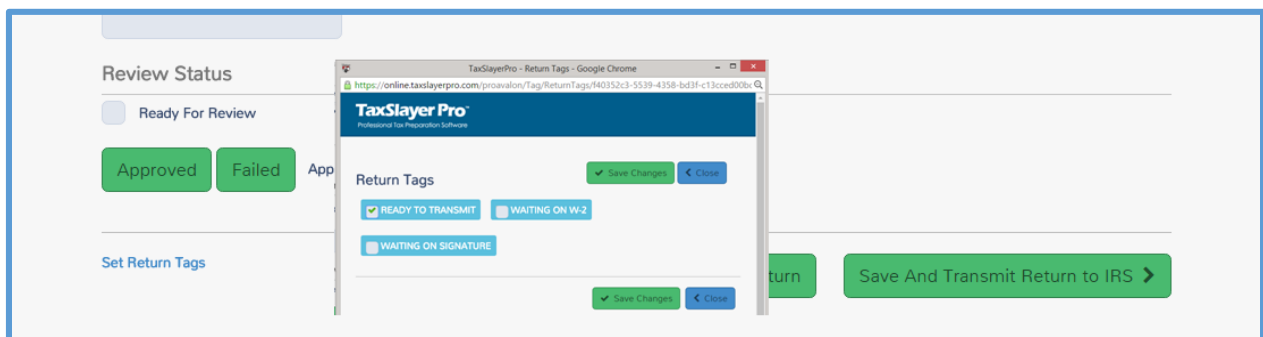 Review Status
Ready For Review
Approved
Failed
App
Set Return Tags
TaxSlayerPro - Return Tags - Google Chrome
https://online.taxslayerpro.com/proavalon/Tag/ReturnTags/f40352c3-5539-4358-bd3f-c13cced00bc
TaxSlayer Pro™
Professional Tax Preparation Software
Return Tags
Save Changes
Close
READY TO TRANSMIT
WAITING ON W-2
WAITING ON SIGNATURE
Save Changes
Close
turn
Save And Transmit Return to IRS